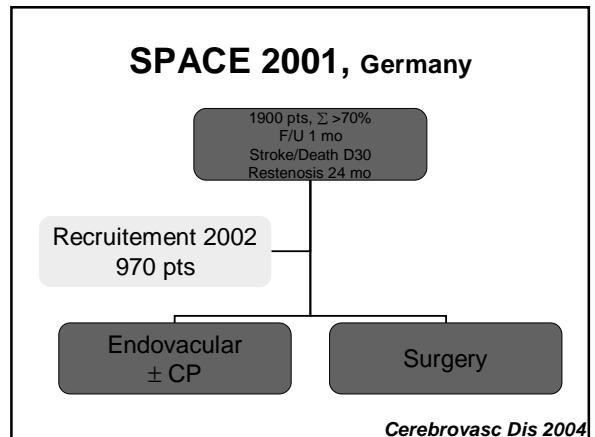 SPACE 2001, Germany
1900 pts, Σ >70%
F/U 1 mo
Stroke/Death D30
Restenosis 24 mo
Recruitement 2002
970 pts
Endovacular
± CP
Surgery
Cerebrovasc Dis 2004